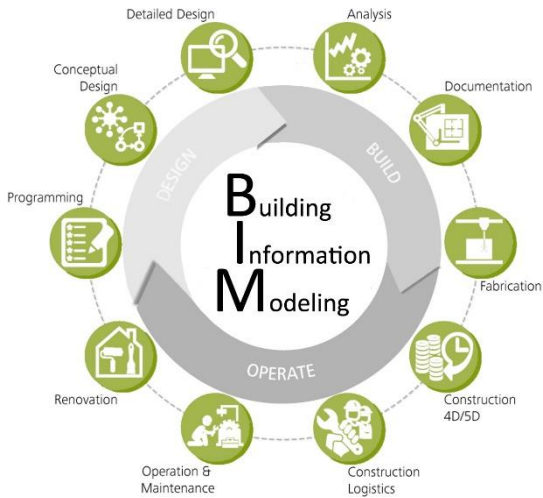 Detailed Design
Analysis
Conceptual
Design
Documentation
DESIGN
BUILD
Programming
Building
Information
Modeling
Fabrication
OPERATE
Renovation
Construction
4D/5D
Operation &
Maintenance
Construction
Logistics